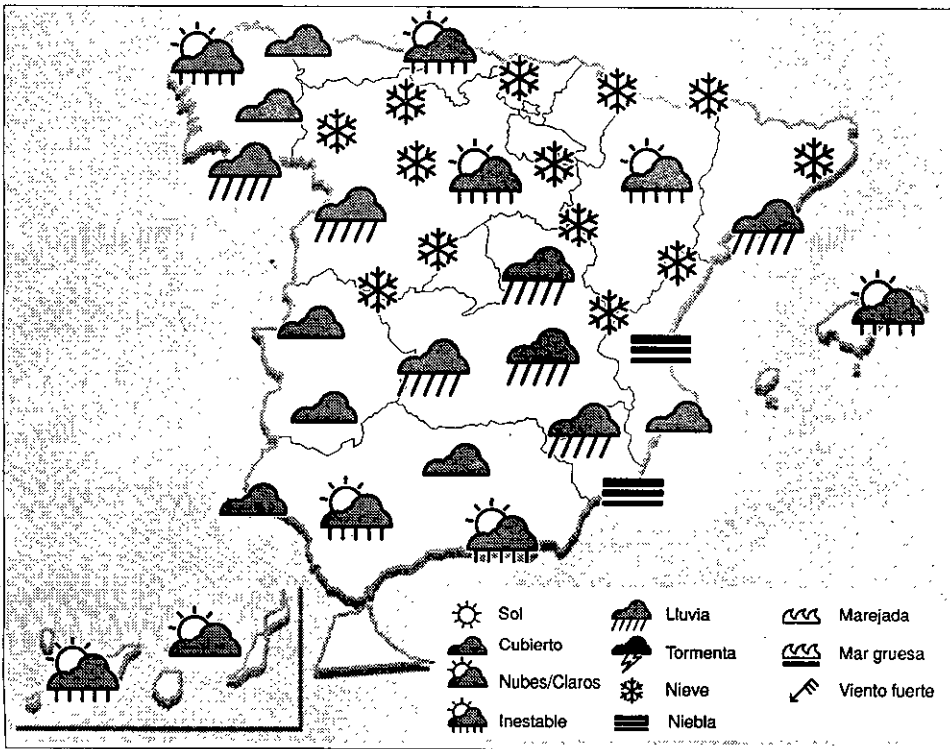 Sol
Cubierto
Nubes/Claros
Inestable
Lluvia
Tormenta
Nieve
Niebla
Marejada
Mar gruesa
Viento fuerte